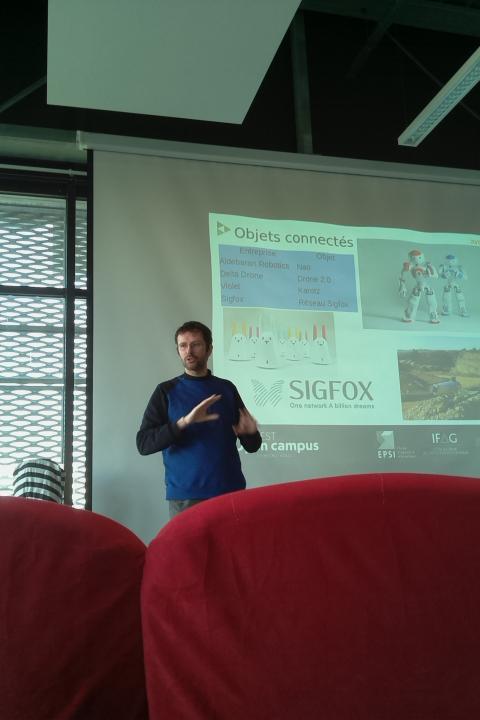 Objets connectés
Entreprise Objet
Aldebaran Robotics Nao
Delta Drone Drone 2.0
Violet Karotz
Sigfox Réseau Sigfox
SIGFOX
One network A billion dreams
campus
EPSI
IFAG